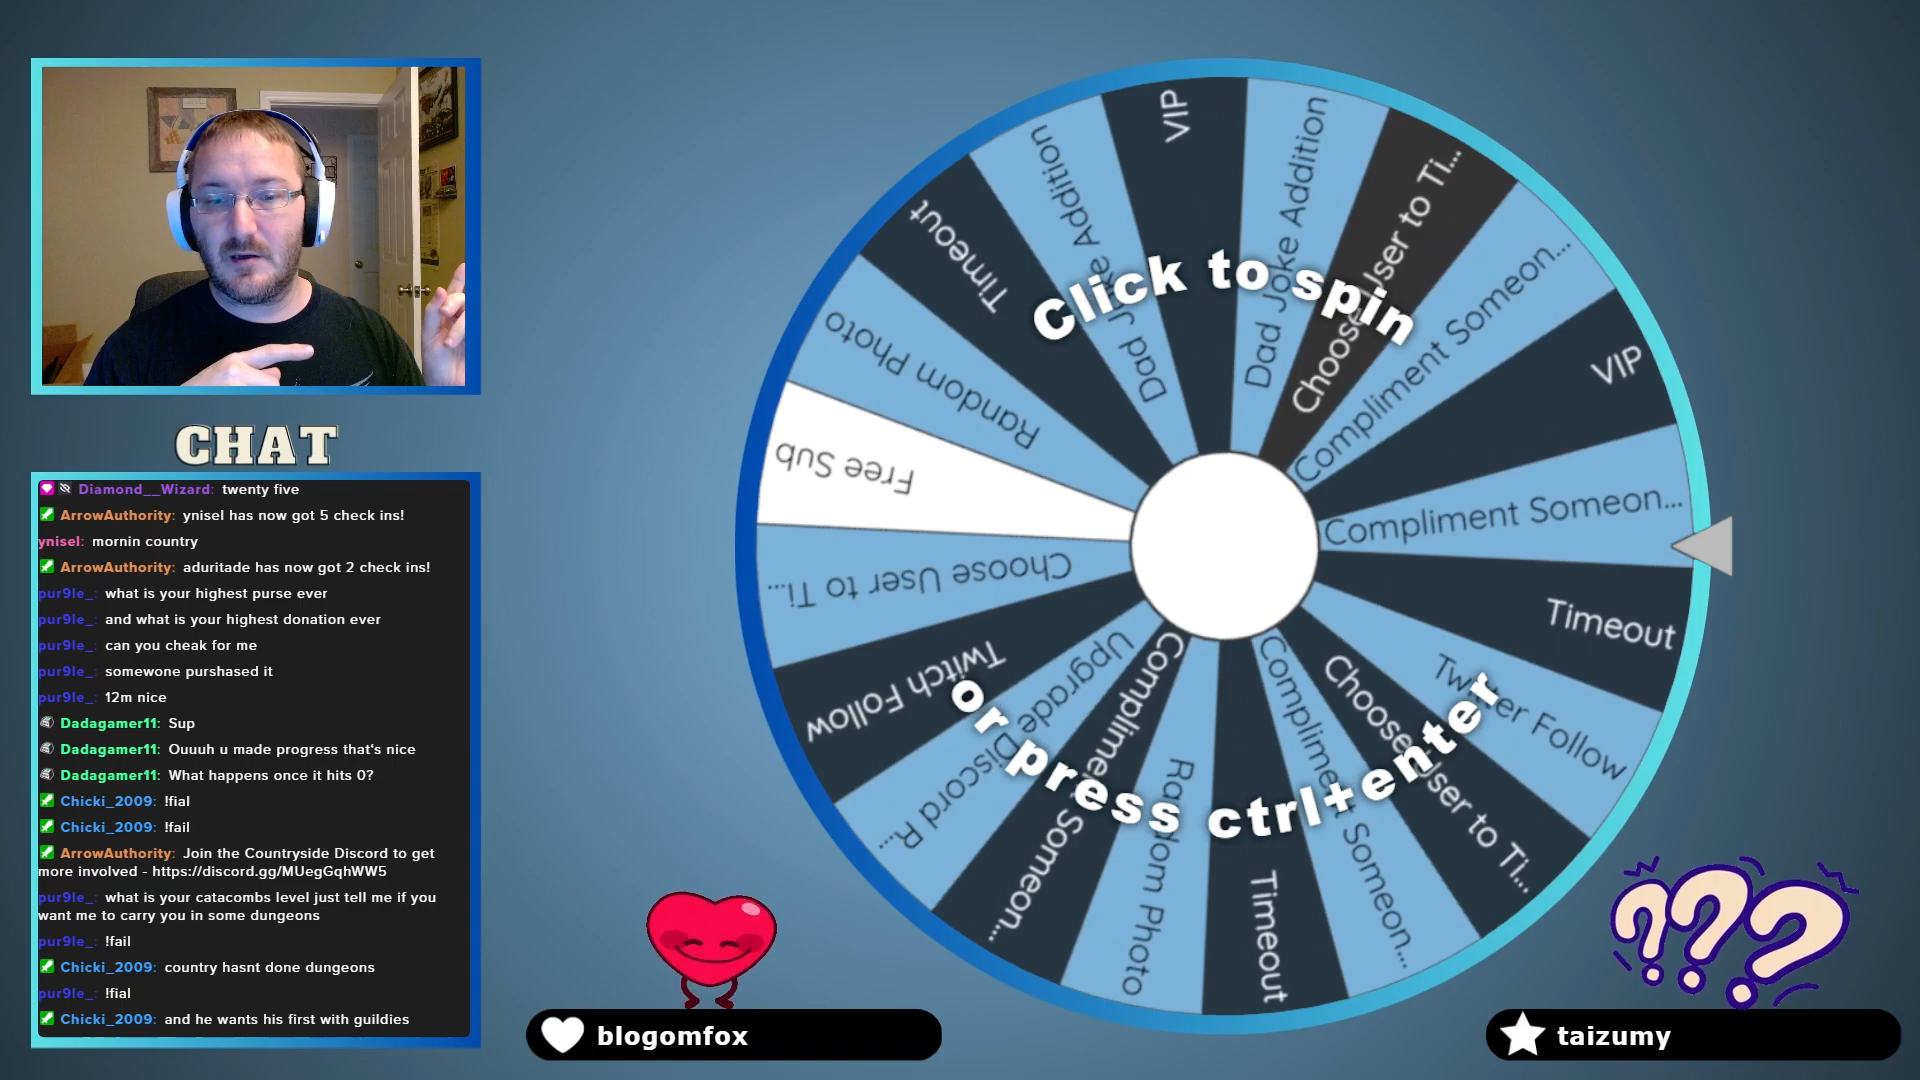 CHAT
Diamond__Wizard: twenty five
ArrowAuthority: ynisel has now got 5 check ins!
ynisel: mornin country
ArrowAuthority: aduritade has now got 2 check ins!
pur9le_: what is your highest purse ever
pur9le_: and what is your highest donation ever
pur9le_: can you cheak for me
pur9le_: somewone purshased it
pur9le_: 12m nice
Dadagamer11: Sup
Dadagamer11: Ouuuh u made progress that's nice
Dadagamer11: What happens once it hits 0?
Chicki_2009: !fial
Chicki_2009: !fail
ArrowAuthority: Join the Countryside Discord to get
more involved - https://discord.gg/MUegGqhWW5
pur9le_: what is your catacombs level just tell me if you
want me to carry you in some dungeons
pur9le_: !fail
Chicki_2009: country hasnt done dungeons
pur9le_: !fial
Chicki_2009: and he wants his first with guildies
Click to spin
or press ctrl+enter
VIP
Dad Joke Addition
Choose User to Ti...
Compliment Someon...
VIP
Compliment Someon...
Timeout
Twitter Follow
Choose User to Ti...
Compliment Someon...
Timeout
Random Photo
Compliment Someon...
Upgrade Discord R...
Twitch Follow
Choose User to Ti...
Free Sub
Random Photo
Timeout
Dad Joke Addition
???
blogomfox
taizumy